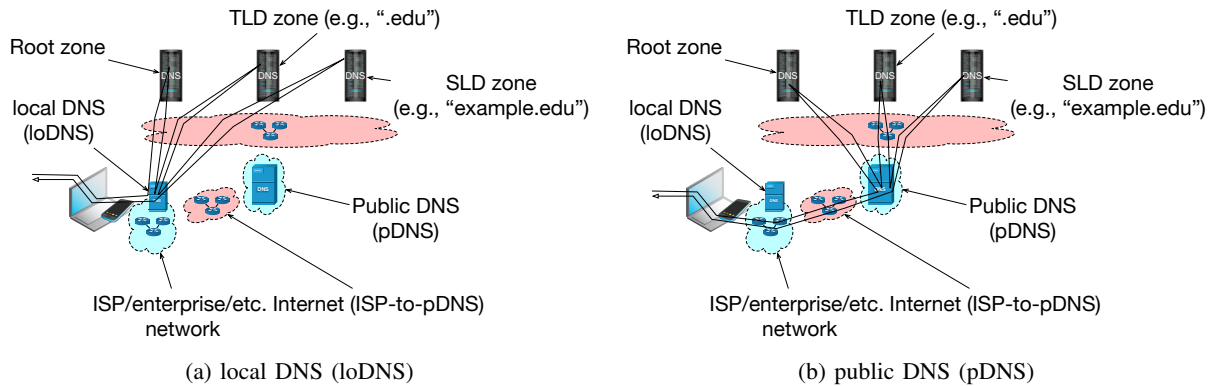 TLD zone (e.g., “.edu”)
Root zone
DNS
DNS
DNS
SLD zone
(e.g., “example.edu”)
local DNS
(loDNS)
DNS
DNS
Public DNS
(pDNS)
ISP/enterprise/etc. Internet (ISP-to-pDNS)
network
(a) local DNS (loDNS)
TLD zone (e.g., “.edu”)
Root zone
DNS
DNS
DNS
SLD zone
(e.g., “example.edu”)
local DNS
(loDNS)
DNS
DNS
Public DNS
(pDNS)
ISP/enterprise/etc. Internet (ISP-to-pDNS)
network
(b) public DNS (pDNS)